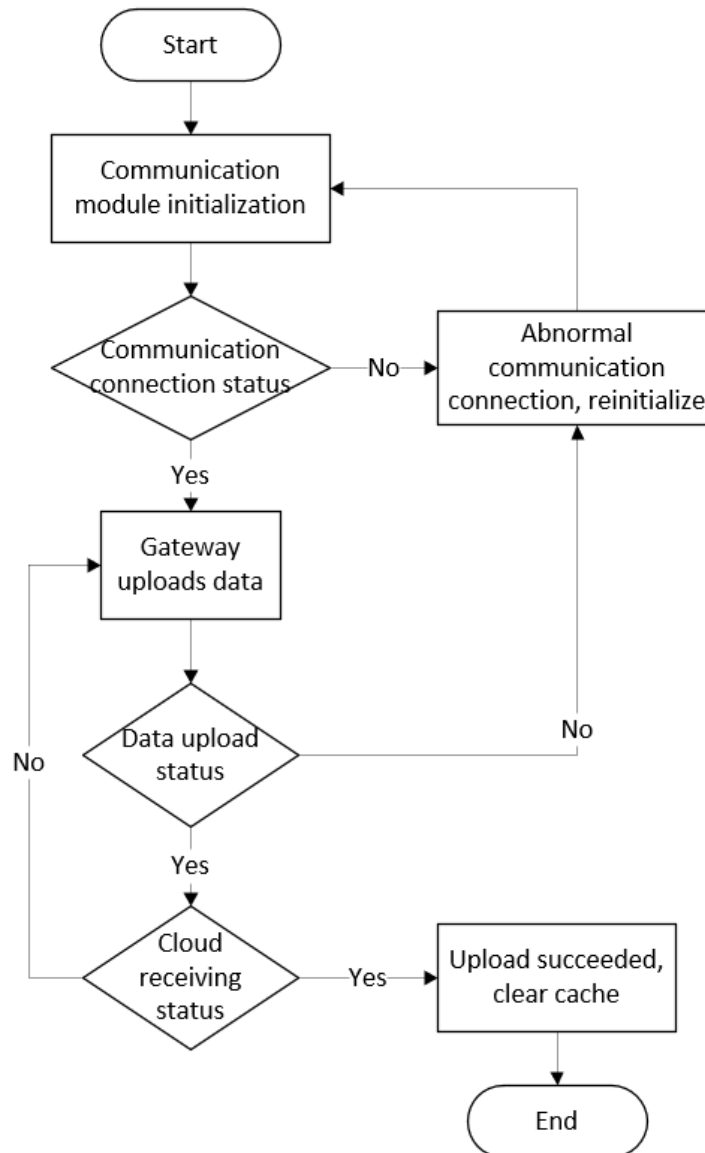 Start
Communication
module initialization
Communication
connection status
No
Abnormal
communication
connection, reinitialize
Yes
Gateway
uploads data
Data upload
status
No
No
Yes
Cloud
receiving
status
Yes
Upload succeeded,
clear cache
End